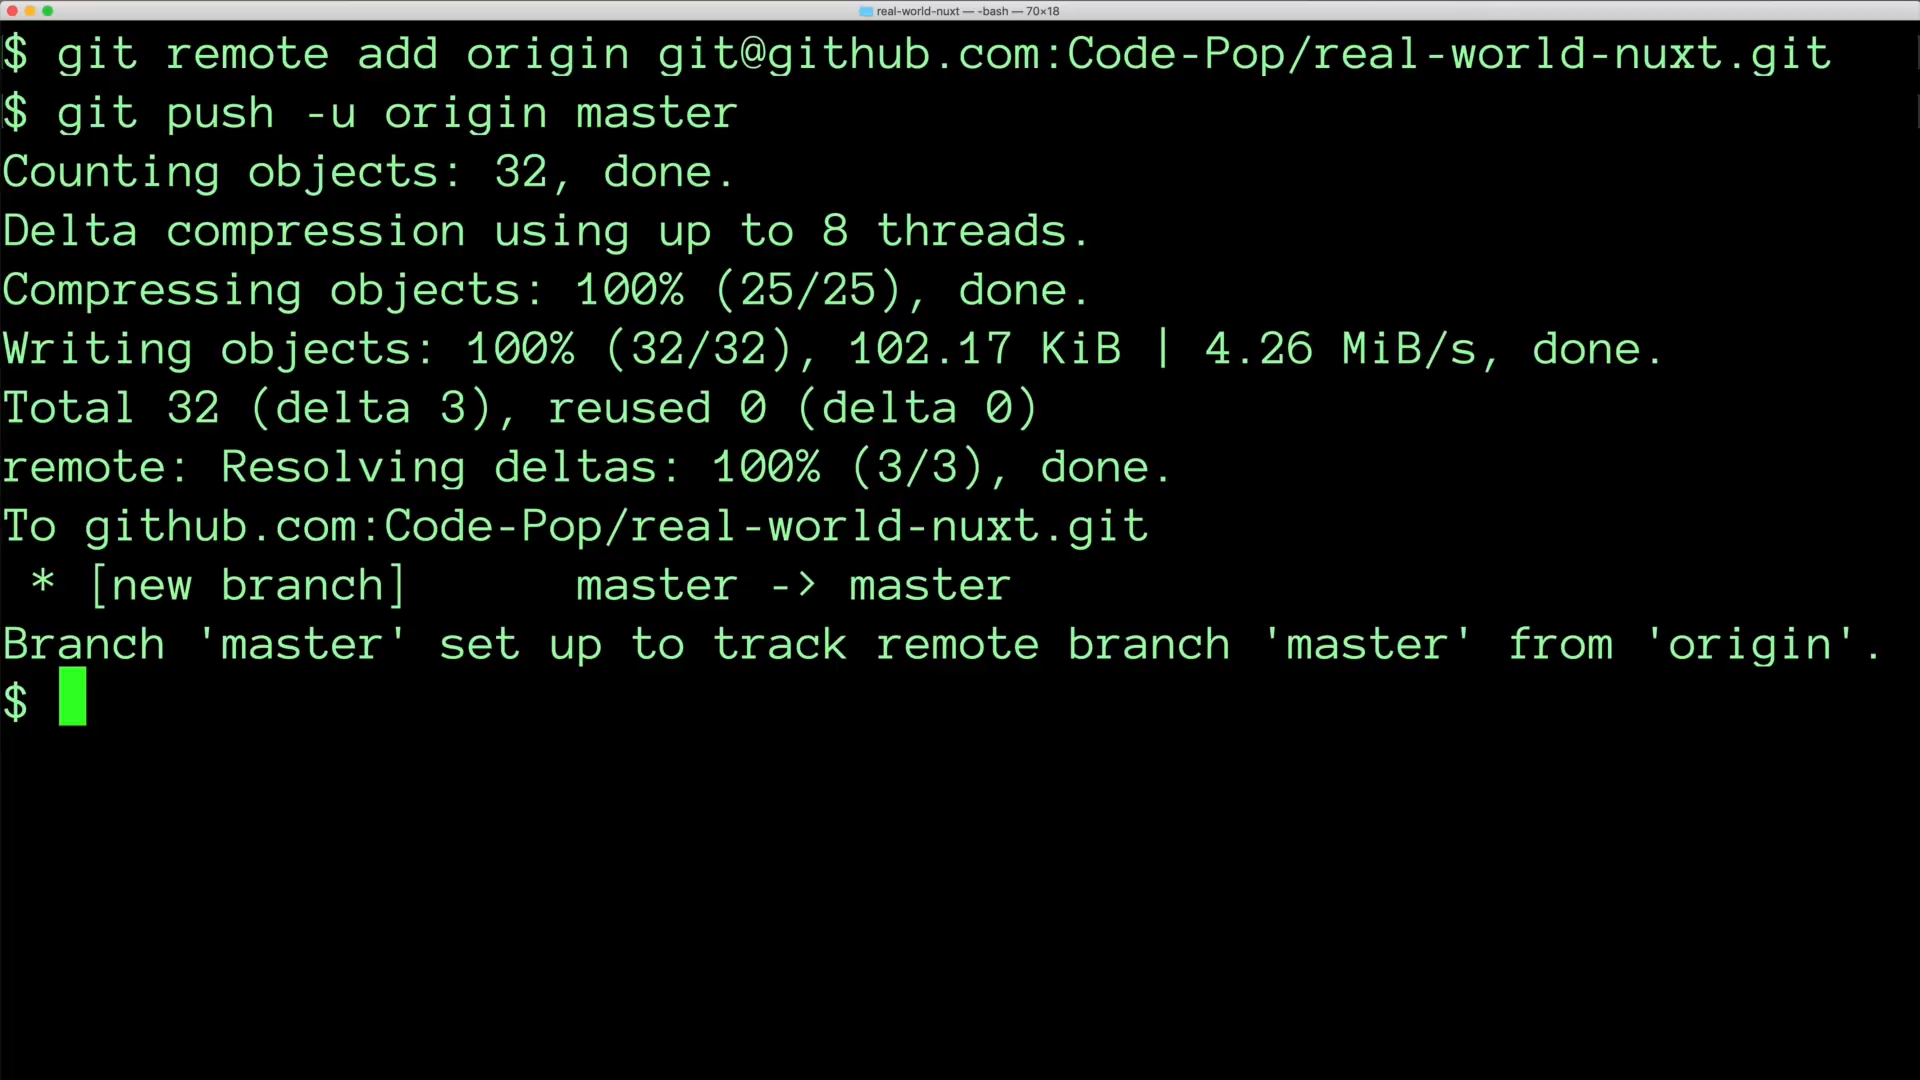 real-world-nuxt — -bash — 70×18
$ git remote add origin git@github.com:Code-Pop/real-world-nuxt.git
$ git push -u origin master
Counting objects: 32, done.
Delta compression using up to 8 threads.
Compressing objects: 100% (25/25), done.
Writing objects: 100% (32/32), 102.17 KiB | 4.26 MiB/s, done.
Total 32 (delta 3), reused 0 (delta 0)
remote: Resolving deltas: 100% (3/3), done.
To github.com:Code-Pop/real-world-nuxt.git
 * [new branch]      master -> master
Branch 'master' set up to track remote branch 'master' from 'origin'.
$